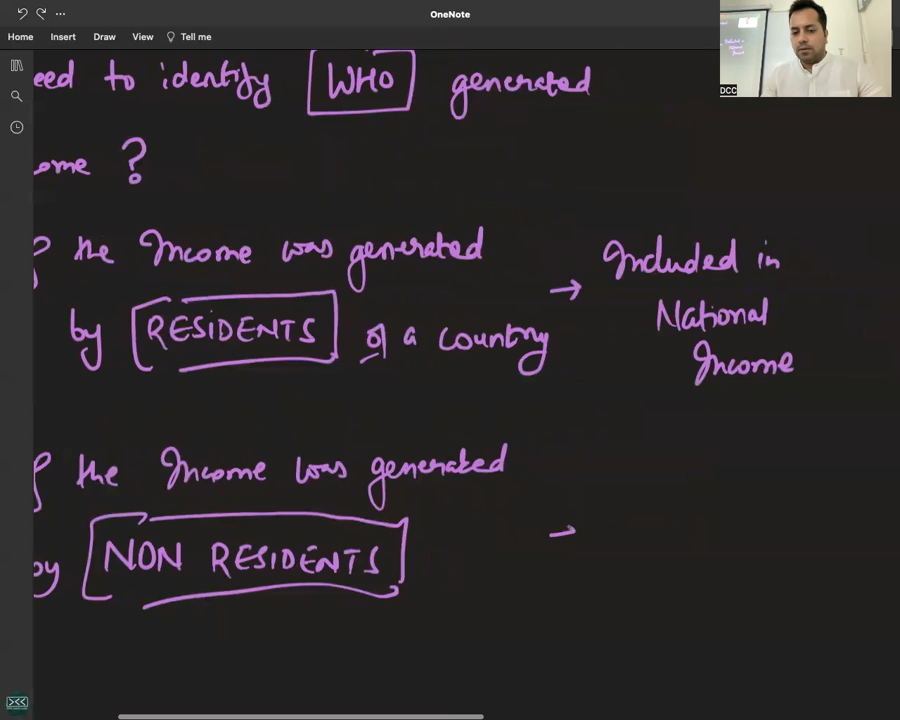 OneNote
Home Insert Draw View Tell me
DCC
eed to identify WHO generated
ome ?
the Income was generated
by RESIDENTS of a country
→ Included in
National
Income
the Income was generated
by NON RESIDENTS →